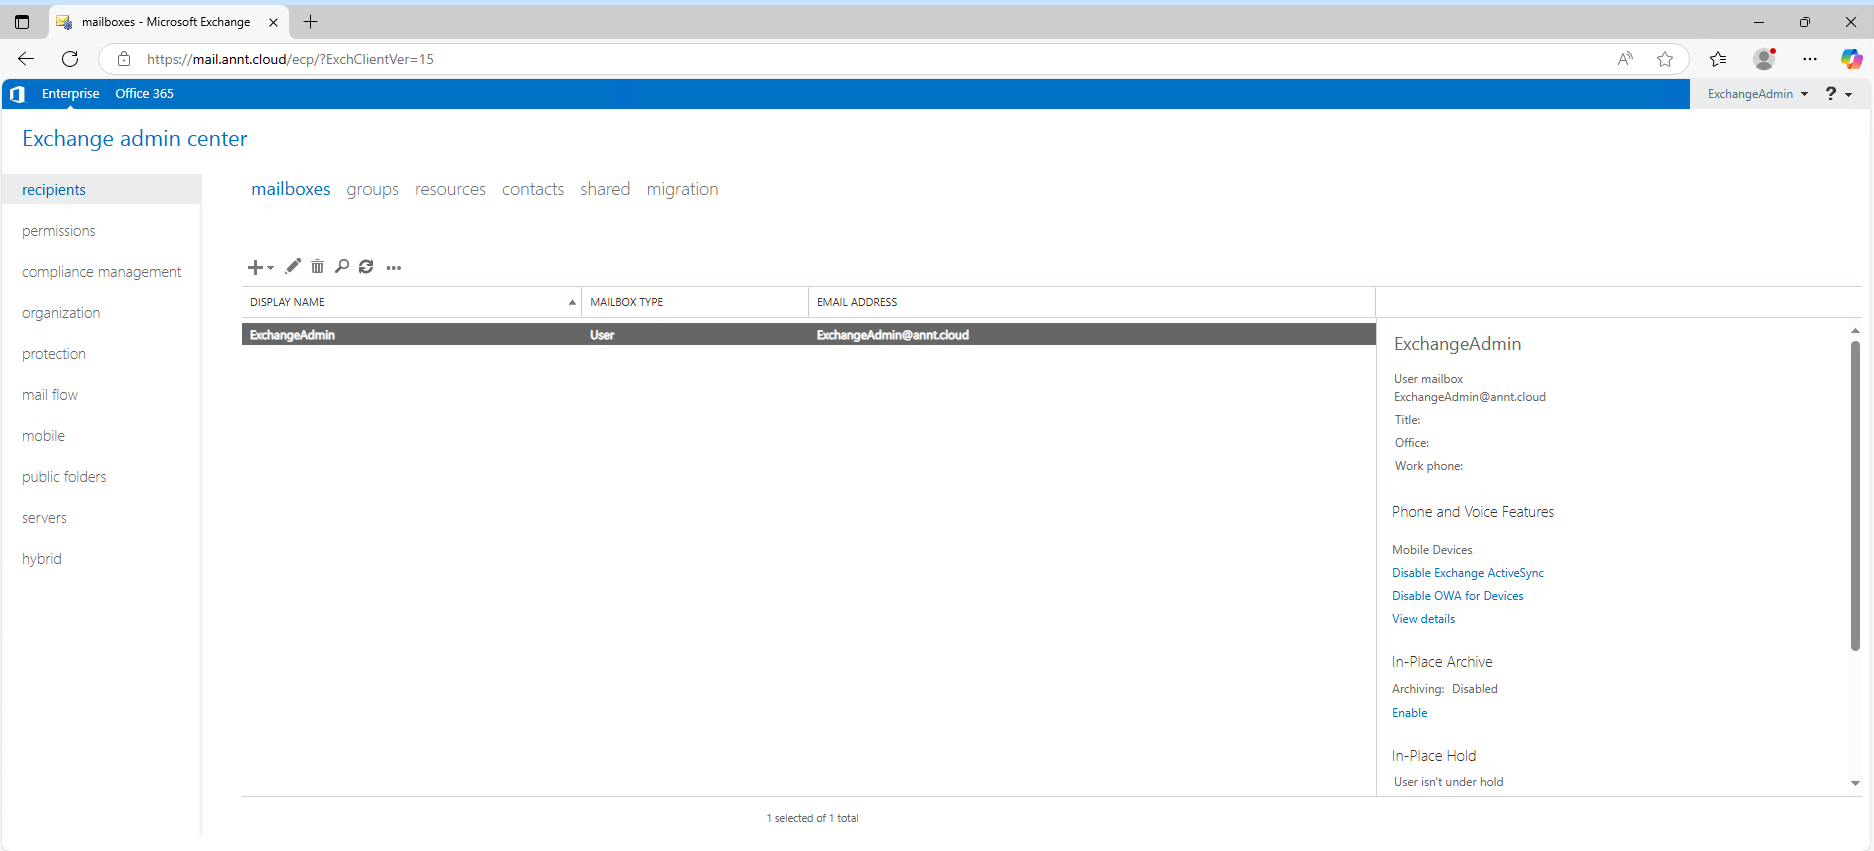 mailboxes - Microsoft Exchange
https://mail.annt.cloud/ecp/?ExchClientVer=15
Enterprise Office 365
ExchangeAdmin ?
Exchange admin center
recipients
permissions
compliance management
organization
protection
mail flow
mobile
public folders
servers
hybrid
mailboxes groups resources contacts shared migration
DISPLAY NAME MAILBOX TYPE EMAIL ADDRESS
ExchangeAdmin User ExchangeAdmin@annt.cloud
ExchangeAdmin
User mailbox
ExchangeAdmin@annt.cloud
Title:
Office:
Work phone:
Phone and Voice Features
Mobile Devices
Disable Exchange ActiveSync
Disable OWA for Devices
View details
In-Place Archive
Archiving: Disabled
Enable
In-Place Hold
User isn't under hold
1 selected of 1 total